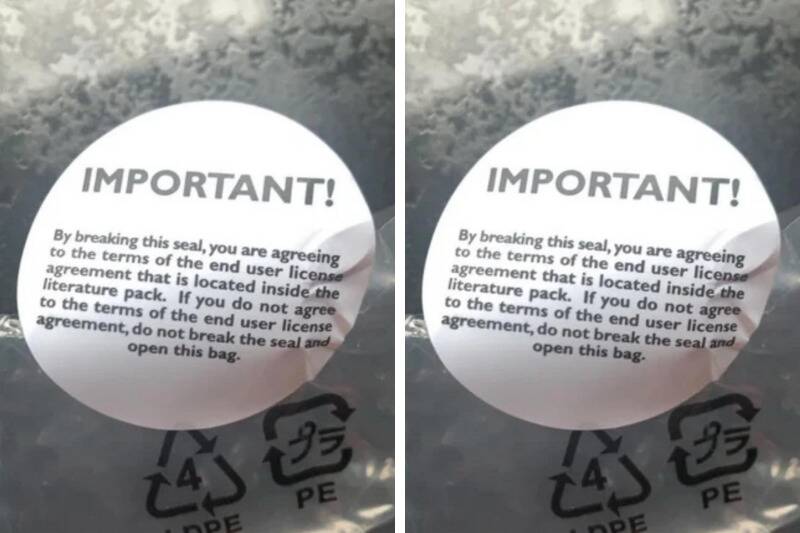 IMPORTANT!
By breaking this seal, you are agreeing
to the terms of the end user license
agreement that is located inside the
literature pack. If you do not agree
to the terms of the end user license
agreement, do not break the seal and
open this bag.
4
プラ
PE
LDPE
IMPORTANT!
By breaking this seal, you are agreeing
to the terms of the end user license
agreement that is located inside the
literature pack. If you do not agree
to the terms of the end user license
agreement, do not break the seal and
open this bag.
4
プラ
PE
LDPE